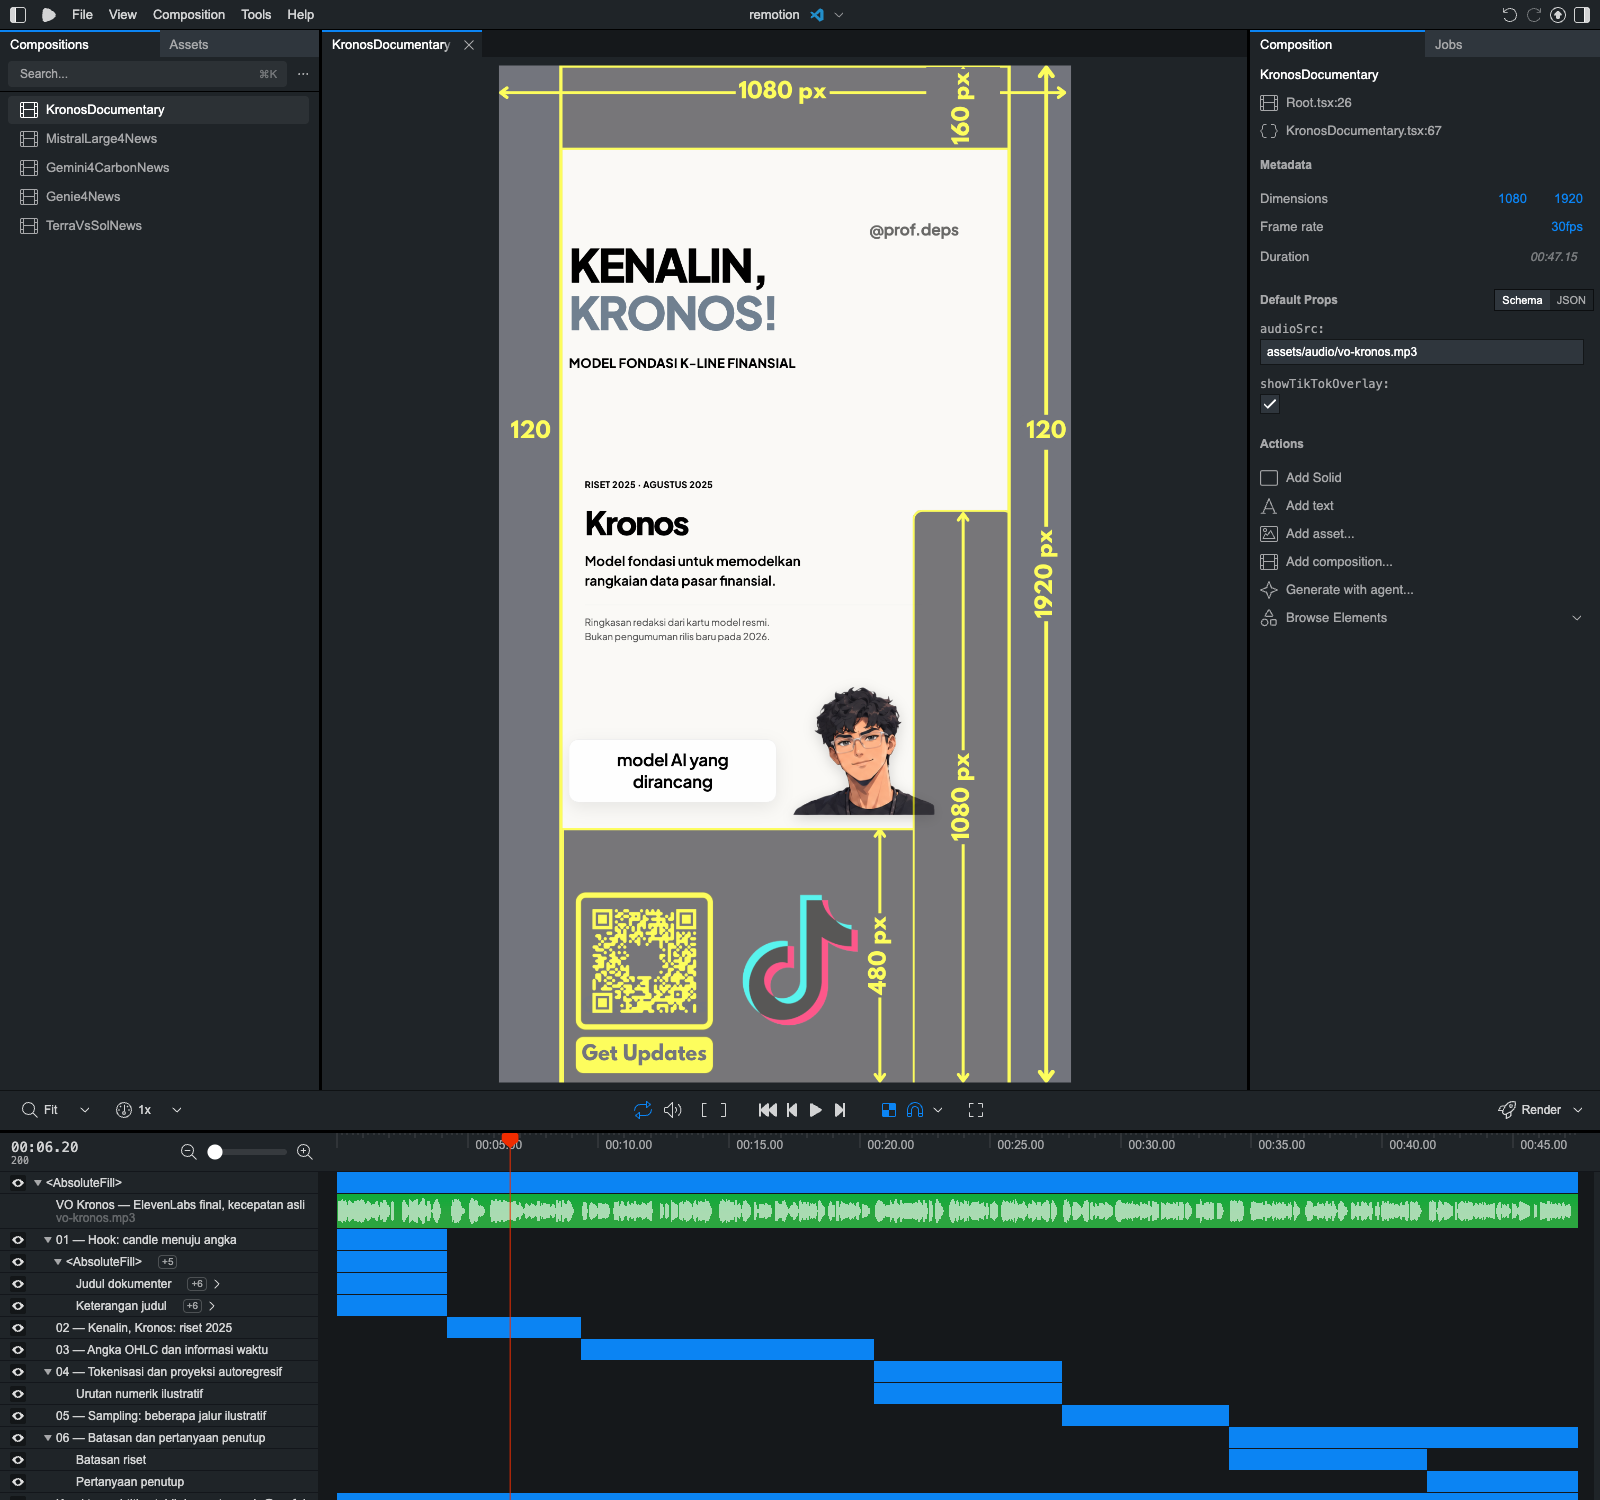 File View Composition Tools Help
remotion
Compositions
Assets
KronosDocumentary
Composition
Jobs
Search...
⌘K
KronosDocumentary
MistralLarge4News
Gemini4CarbonNews
Genie4News
TerraVsSolNews
1080 px
160 px
@prof.deps
KENALIN,
KRONOS!
MODEL FONDASI K-LINE FINANSIAL
120
120
RISET 2025 · AGUSTUS 2025
Kronos
Model fondasi untuk memodelkan
rangkaian data pasar finansial.
Ringkasan redaksi dari kartu model resmi.
Bukan pengumuman rilis baru pada 2026.
1920 px
model AI yang
dirancang
1080 px
480 px
Get Updates
KronosDocumentary
Root.tsx:26
KronosDocumentary.tsx:67
Metadata
Dimensions 1080 1920
Frame rate 30fps
Duration 00:47.15
Default Props Schema JSON
audioSrc:
assets/audio/vo-kronos.mp3
showTikTokOverlay:
Actions
Add Solid
Add text
Add asset...
Add composition...
Generate with agent...
Browse Elements
Fit
1x
Render
00:06.20
200
00:10.00 00:15.00 00:20.00 00:25.00 00:30.00 00:35.00 00:40.00 00:45.00
<AbsoluteFill>
VO Kronos — ElevenLabs final, kecepatan asli
vo-kronos.mp3
01 — Hook: candle menuju angka
<AbsoluteFill> +5
Judul dokumenter +6
Keterangan judul +6
02 — Kenalin, Kronos: riset 2025
03 — Angka OHLC dan informasi waktu
04 — Tokenisasi dan proyeksi autoregresif
Urutan numerik ilustratif
05 — Sampling: beberapa jalur ilustratif
06 — Batasan dan pertanyaan penutup
Batasan riset
Pertanyaan penutup